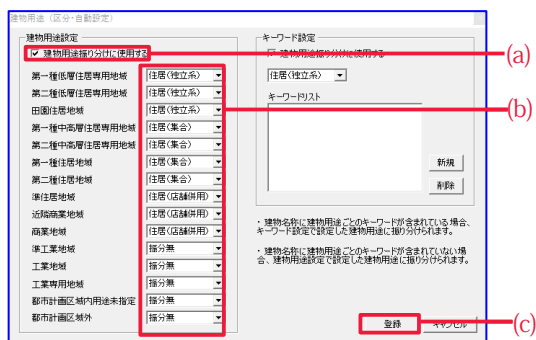 建物用途（区分・自動設定）
建物用途設定
建物用途振り分けに使用する
(a)
第一種低層住居専用地域 住居(独立系)
第二種低層住居専用地域 住居(独立系)
田園住居地域 住居(独立系)
第一種中高層住居専用地域 住居(集合)
第二種中高層住居専用地域 住居(集合)
第一種住居地域 住居(集合)
第二種住居地域 住居(集合)
準住居地域 住居(店舗併用)
近隣商業地域 住居(店舗併用)
商業地域 住居(店舗併用)
準工業地域 振分無
工業地域 振分無
工業専用地域 振分無
都市計画区域内用途未指定 振分無
都市計画区域外 振分無
(b)
キーワード設定
建物用途振り分けに使用する
住居(独立系)
キーワードリスト
新規
削除
・建物名称に建物用途ごとのキーワードが含まれている場合、
キーワード設定で設定した建物用途に振り分けられます。
・建物名称に建物用途ごとのキーワードが含まれていない場
合、建物用途設定で設定した建物用途に振り分けられます。
登録
キャンセル
(c)